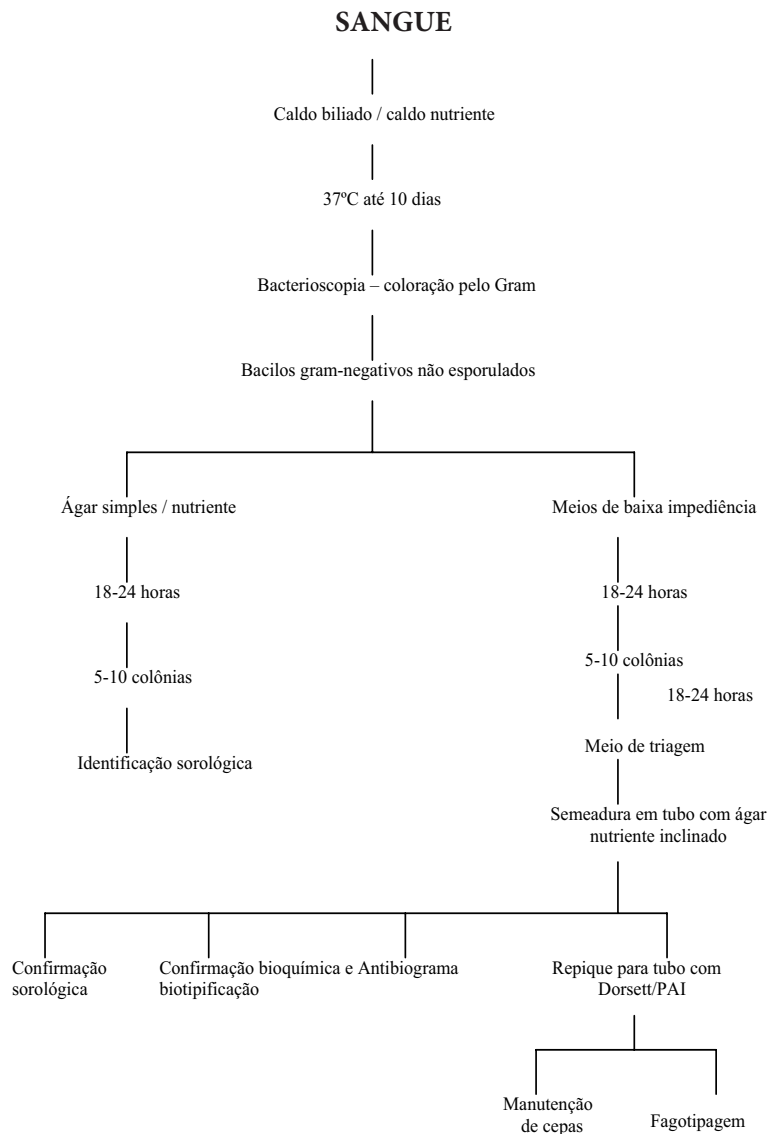 SANGUE
Caldo biliado / caldo nutriente
37ºC até 10 dias
Bacterioscopia – coloração pelo Gram
Bacilos gram-negativos não esporulados
Ágar simples / nutriente
Meios de baixa impediência
18-24 horas
18-24 horas
5-10 colônias
5-10 colônias
18-24 horas
Identificação sorológica
Meio de triagem
Semeadura em tubo com ágar
nutriente inclinado
Confirmação
sorológica
Confirmação bioquímica e
biotipificação
Antibiograma
Repique para tubo com
Dorsett/PAI
Manutenção
de cepas
Fagotipagem